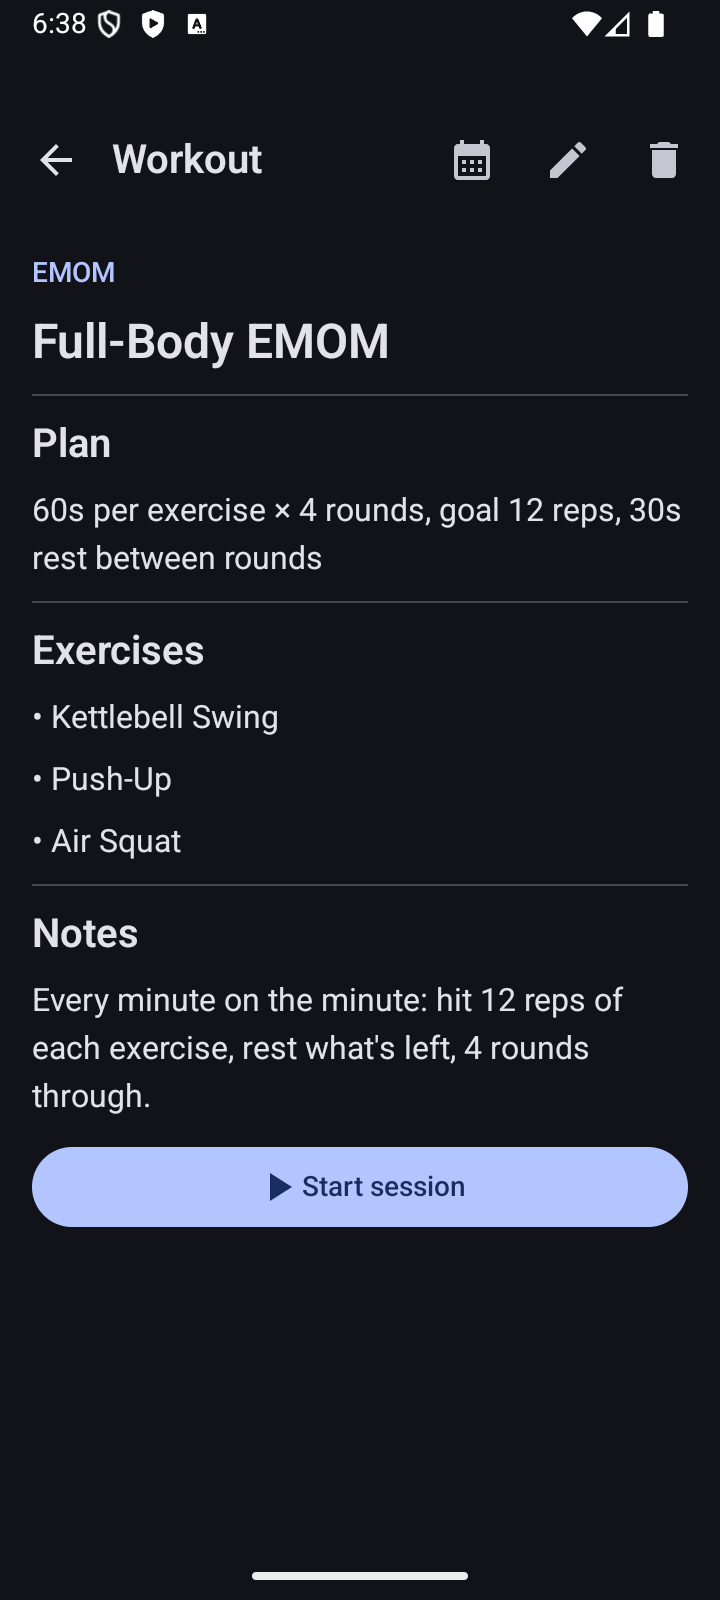 6:38
Workout
EMOM
Full-Body EMOM
Plan
60s per exercise × 4 rounds, goal 12 reps, 30s
rest between rounds
Exercises
• Kettlebell Swing
• Push-Up
• Air Squat
Notes
Every minute on the minute: hit 12 reps of
each exercise, rest what's left, 4 rounds
through.
Start session